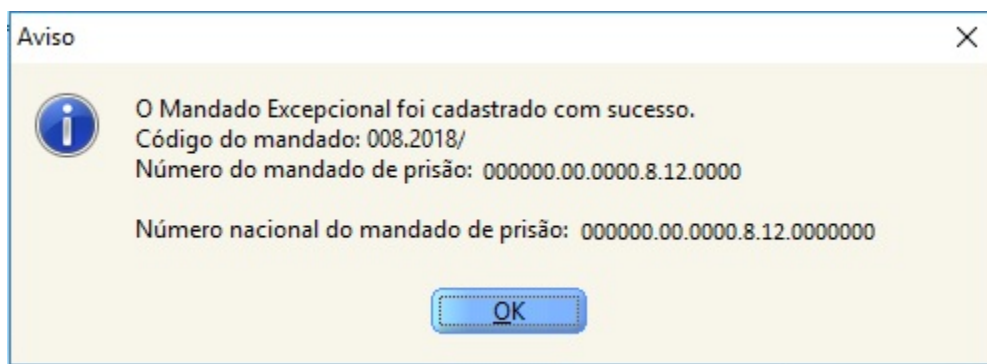 Aviso
O Mandado Excepcional foi cadastrado com sucesso.
Código do mandado: 008.2018/
Número do mandado de prisão: 000000.00.0000.8.12.0000
Número nacional do mandado de prisão: 000000.00.0000.8.12.0000000
OK